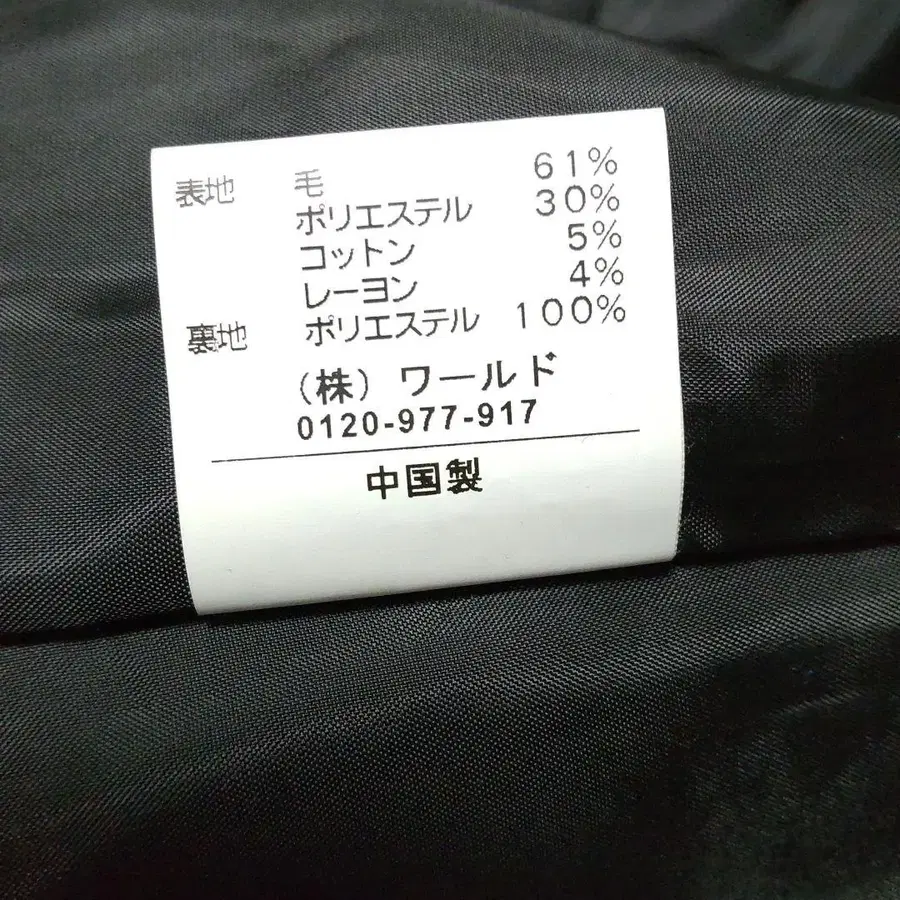 表地 毛 61%
ポリエステル 30%
コットン 5%
レーヨン 4%
裏地 ポリエステル 100%
(株) ワールド
0120-977-917
中国製